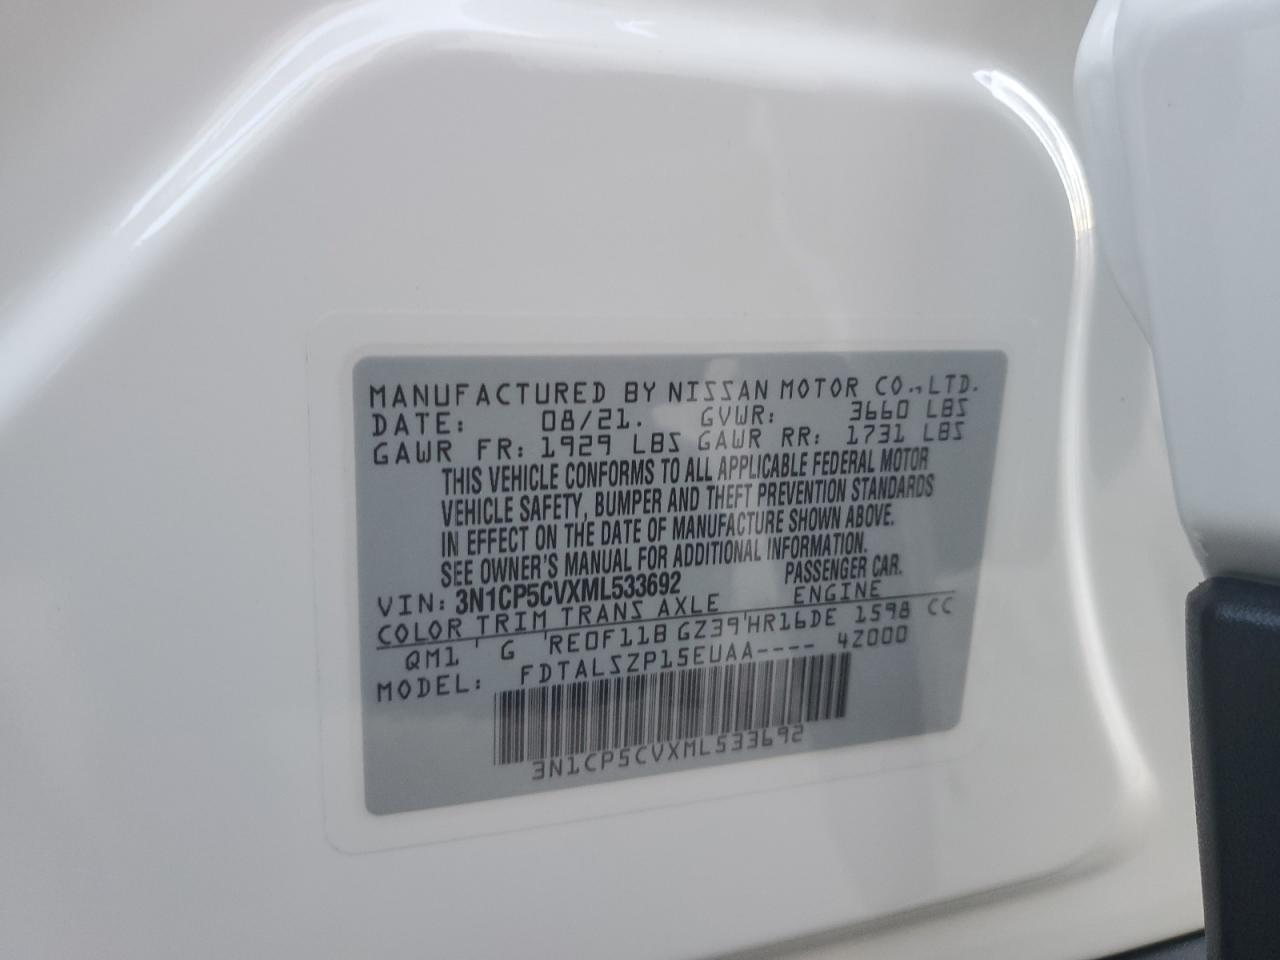 MANUFACTURED BY NISSAN MOTOR CO., LTD.
DATE: 08/21. GVWR: 3660 LBS
GAWR FR: 1929 LBS GAWR RR: 1731 LBS
THIS VEHICLE CONFORMS TO ALL APPLICABLE FEDERAL MOTOR
VEHICLE SAFETY, BUMPER AND THEFT PREVENTION STANDARDS
IN EFFECT ON THE DATE OF MANUFACTURE SHOWN ABOVE.
SEE OWNER'S MANUAL FOR ADDITIONAL INFORMATION.
VIN: 3N1CP5CVXML533692 PASSENGER CAR.
COLOR TRIM TRANS AXLE ENGINE
QM1 ' G 'RE0F11B GZ39'HR16DE 1598 CC
MODEL: FDTALSZP15EUAA---- 4Z000
3N1CP5CVXML533692